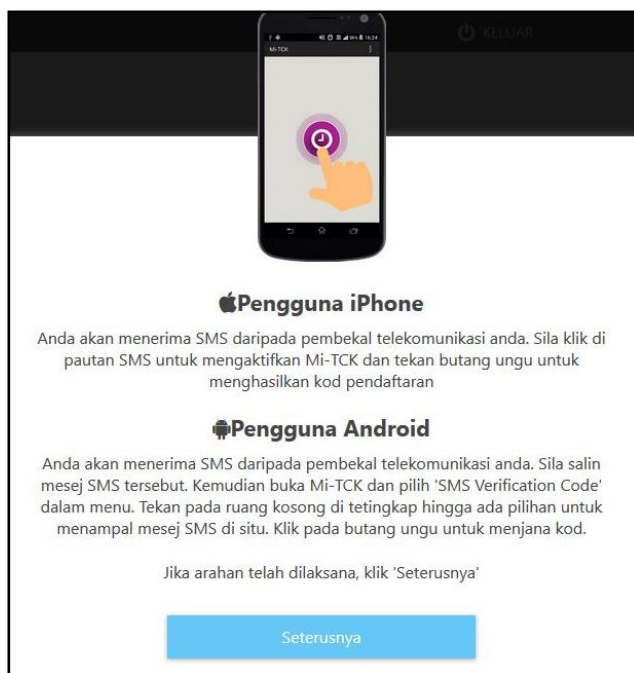 KELUAR
94% 16:24
Mi-TCK
Pengguna iPhone
Anda akan menerima SMS daripada pembekal telekomunikasi anda. Sila klik di
pautan SMS untuk mengaktifkan Mi-TCK dan tekan butang ungu untuk
menghasilkan kod pendaftaran
Pengguna Android
Anda akan menerima SMS daripada pembekal telekomunikasi anda. Sila salin
mesej SMS tersebut. Kemudian buka Mi-TCK dan pilih 'SMS Verification Code'
dalam menu. Tekan pada ruang kosong di tetingkap hingga ada pilihan untuk
menampal mesej SMS di situ. Klik pada butang ungu untuk menjana kod.
Jika arahan telah dilaksana, klik 'Seterusnya'
Seterusnya